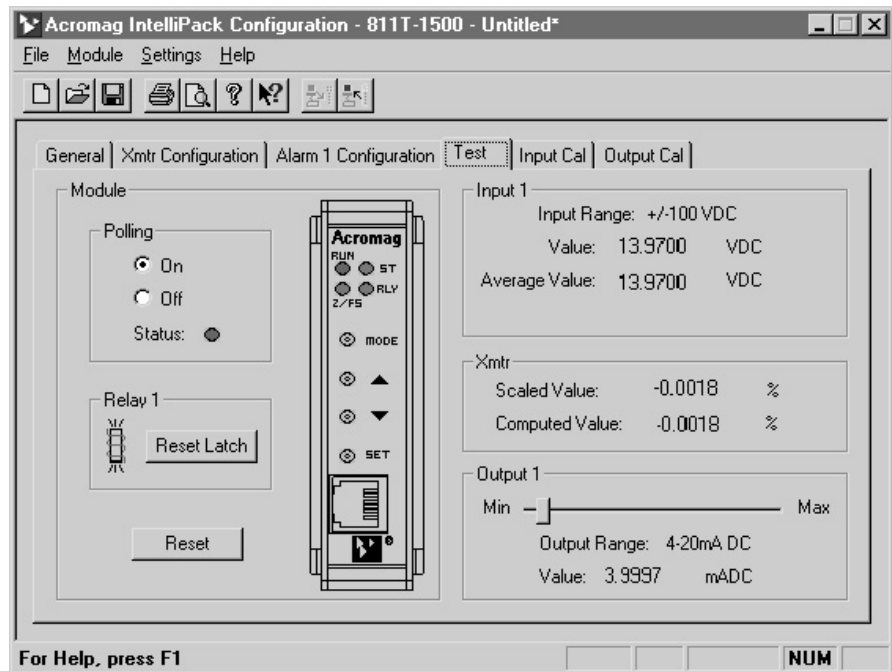 Acromag IntelliPack Configuration - 811T-1500 - Untitled*
File Module Settings Help
General Xmtr Configuration Alarm 1 Configuration Test Input Cal Output Cal
Module
Polling
On
Off
Status:
Relay 1
Reset Latch
Reset
Acromag
RUN
ST
RLY
Z/FS
MODE
SET
®
Input 1
Input Range: +/-100 VDC
Value: 13.9700 VDC
Average Value: 13.9700 VDC
Xmtr
Scaled Value: -0.0018 %
Computed Value: -0.0018 %
Output 1
Min Max
Output Range: 4-20mA DC
Value: 3.9997 mADC
For Help, press F1 NUM